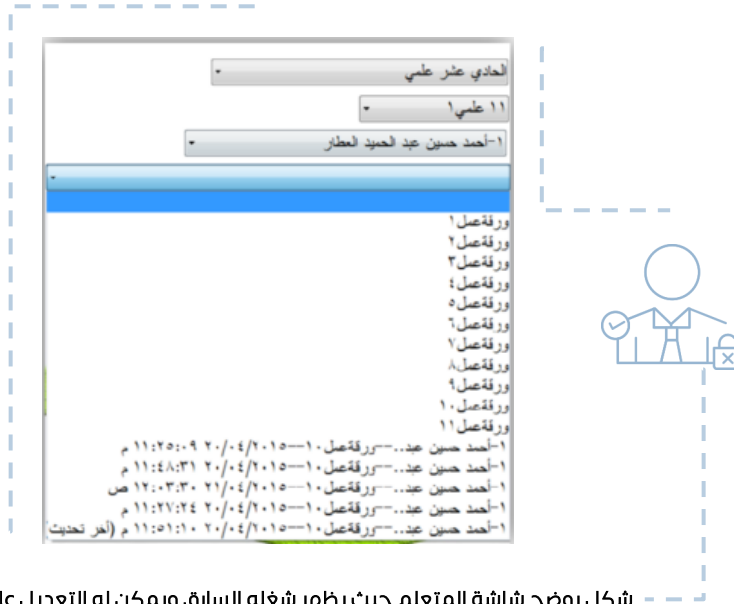 الحادي عشر علمي
١١ علمي١
١-أحمد حسين عبد الحميد العطار
ورقةعمل١
ورقةعمل٢
ورقةعمل٣
ورقةعمل٤
ورقةعمل٥
ورقةعمل٦
ورقةعمل٧
ورقةعمل٨
ورقةعمل٩
ورقةعمل١٠
ورقةعمل١١
١-أحمد حسين عبد..--ورقةعمل١٠--٢٠/٠٤/٢٠١٥ ١١:٢٥:٠٩ م
١-أحمد حسين عبد..--ورقةعمل١٠--٢٠/٠٤/٢٠١٥ ١١:٤٨:٣١ م
١-أحمد حسين عبد..--ورقةعمل١٠--٢١/٠٤/٢٠١٥ ١٢:٠٣:٣٠ ص
١-أحمد حسين عبد..--ورقةعمل١٠--٢٠/٠٤/٢٠١٥ ١١:٢٧:٢٤ م
١-أحمد حسين عبد..--ورقةعمل١٠--٢٠/٠٤/٢٠١٥ ١١:٥١:١٠ م (أخر تحديث)
شكل يوضح شاشة المتعلم حيث يظهر شغله السابق ويمكن له التعديل